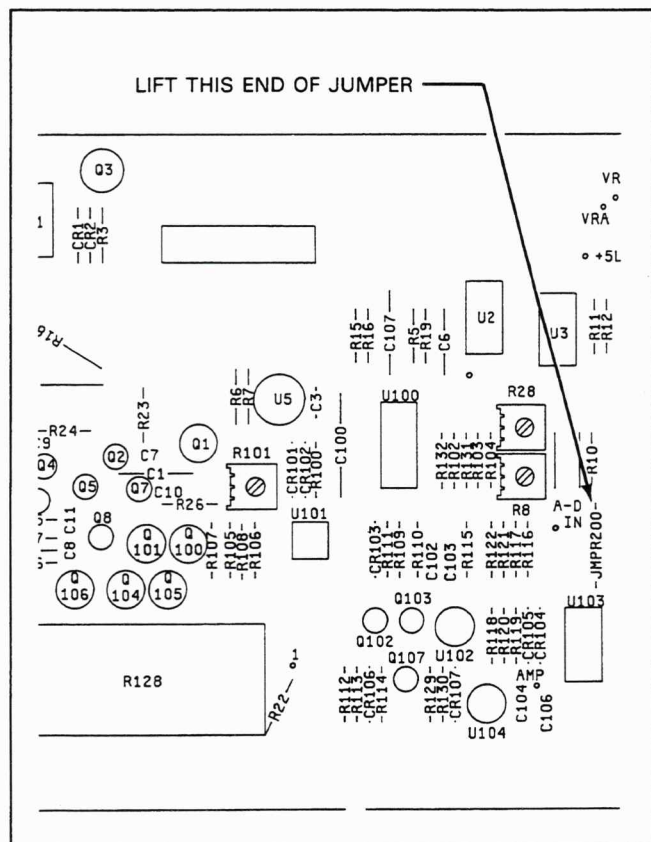 LIFT THIS END OF JUMPER
Q3
VR
VRA
+5L
1
CR1
CR2
R3
R16
R15
R16
C107
R5
R19
C6
U2
U3
R11
R12
R6
R7
U5
C3
U100
R28
R24
C9
R23
Q4
Q2
C7
Q1
C1
R101
CR101
CR102
R100
C100
R132
R102
R131
R103
R104
R10
Q5
Q7
C10
R26
R8
A-D
IN
U101
C11
C8
Q8
Q
101
Q
100
R107
R105
R108
R106
CR103
R111
R109
R110
C102
C103
R115
R122
R121
R117
R116
JMPR200
Q
106
Q
104
Q
105
Q102
Q103
U102
R118
R120
R119
CR105
CR104
U103
R128
1
R22
R112
R113
CR106
R114
Q107
R129
R130
CR107
U104
AMP
C104
C106